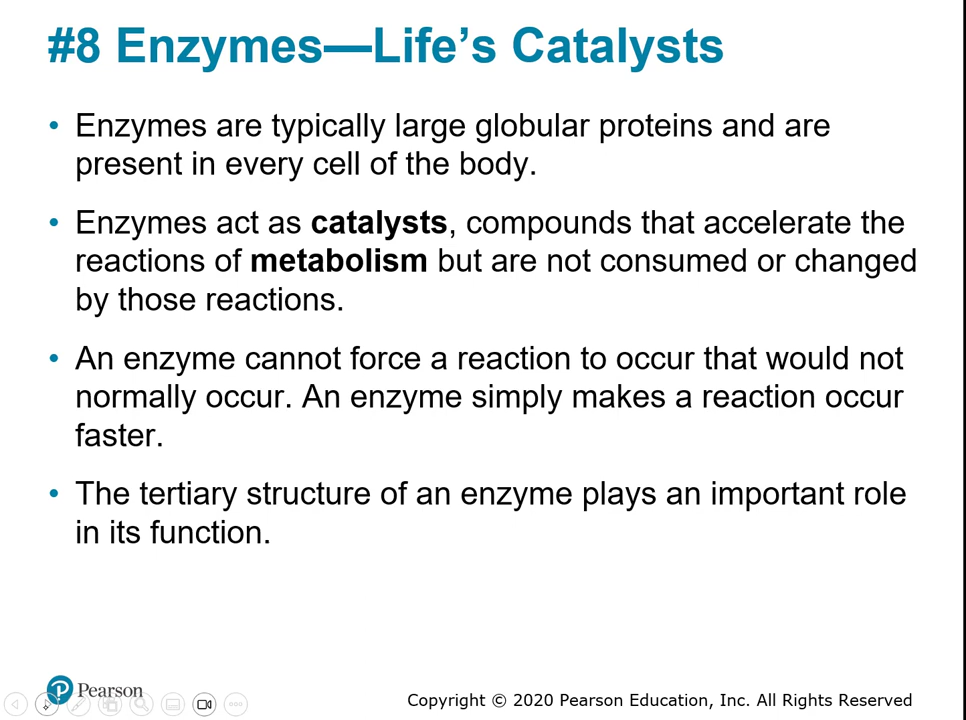 #8 Enzymes—Life’s Catalysts
• Enzymes are typically large globular proteins and are
present in every cell of the body.
• Enzymes act as catalysts, compounds that accelerate the
reactions of metabolism but are not consumed or changed
by those reactions.
• An enzyme cannot force a reaction to occur that would not
normally occur. An enzyme simply makes a reaction occur
faster.
• The tertiary structure of an enzyme plays an important role
in its function.
P Pearson
Copyright © 2020 Pearson Education, Inc. All Rights Reserved